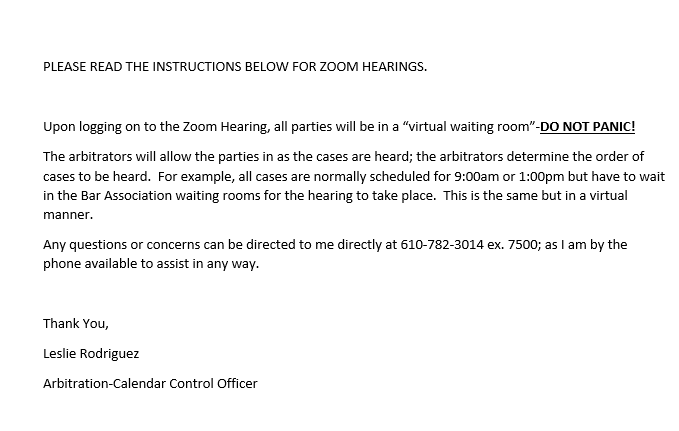 PLEASE READ THE INSTRUCTIONS BELOW FOR ZOOM HEARINGS.
Upon logging on to the Zoom Hearing, all parties will be in a “virtual waiting room”-DO NOT PANIC!
The arbitrators will allow the parties in as the cases are heard; the arbitrators determine the order of
cases to be heard.  For example, all cases are normally scheduled for 9:00am or 1:00pm but have to wait
in the Bar Association waiting rooms for the hearing to take place.  This is the same but in a virtual
manner.
Any questions or concerns can be directed to me directly at 610-782-3014 ex. 7500; as I am by the
phone available to assist in any way.
Thank You,
Leslie Rodriguez
Arbitration-Calendar Control Officer